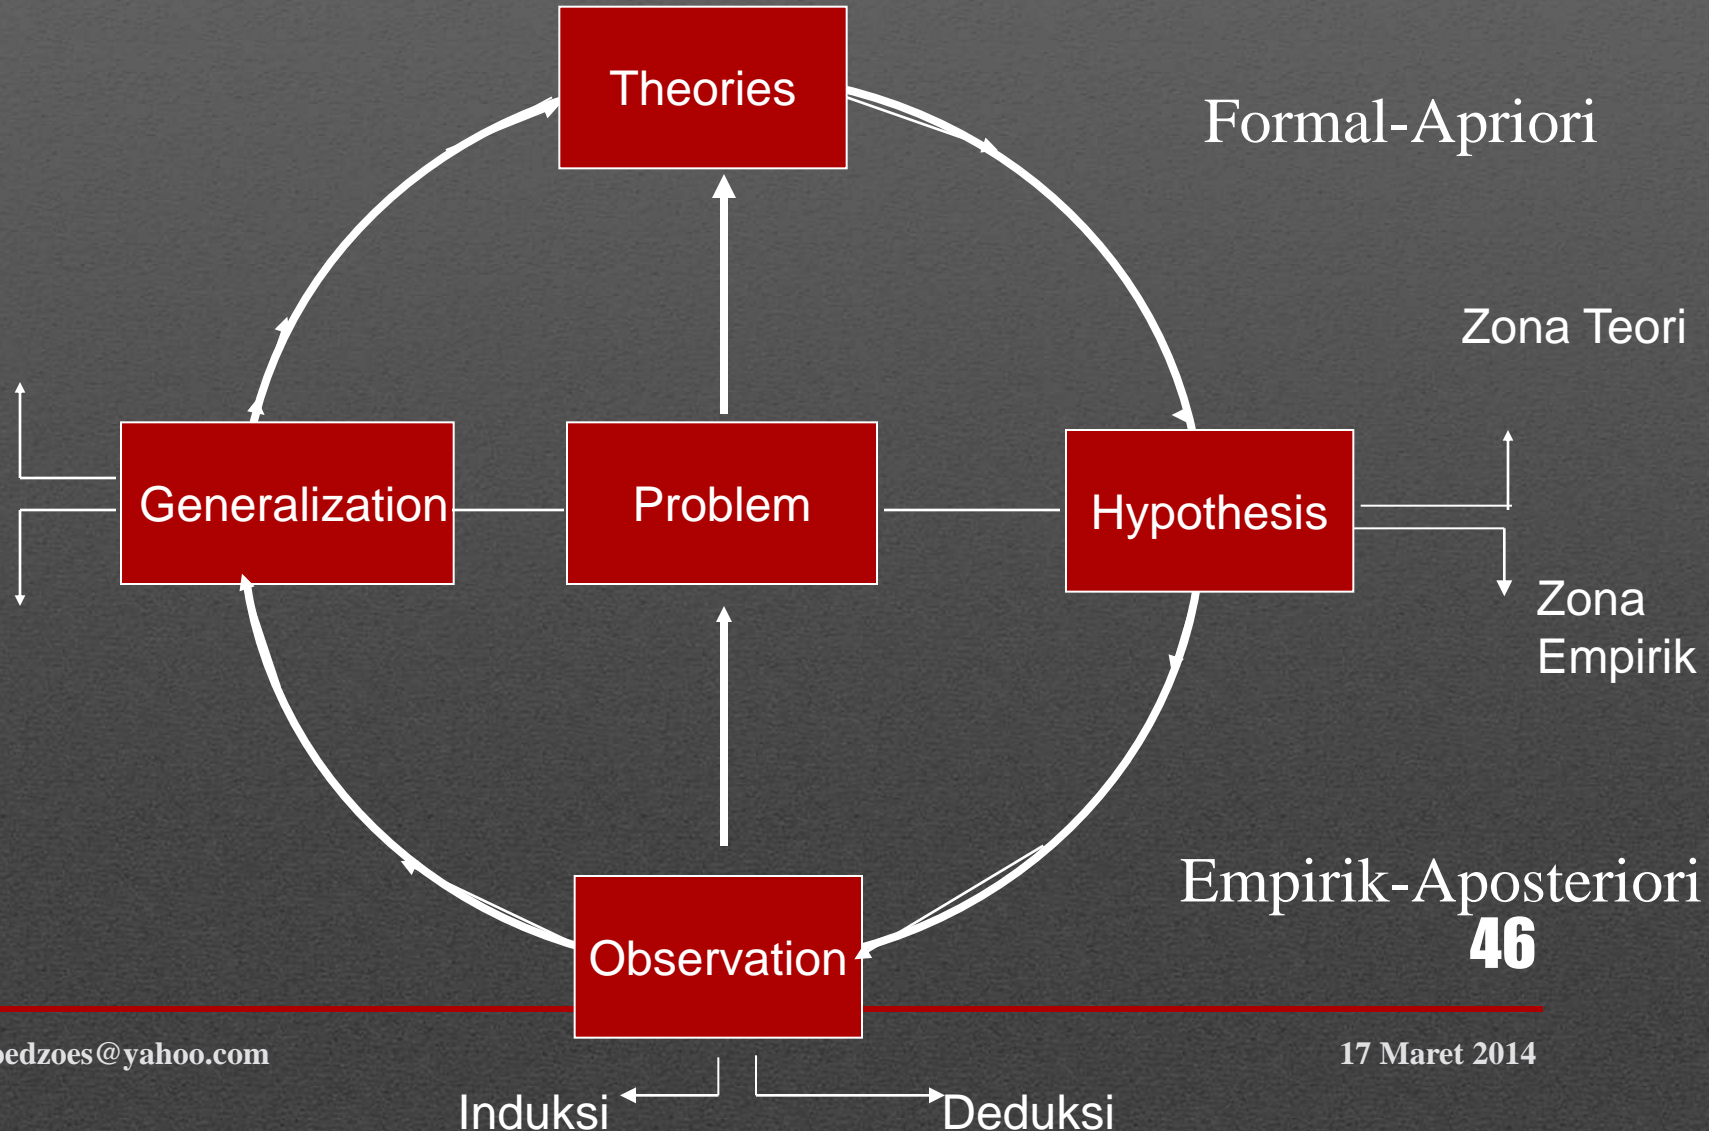 Theories
Formal-Apriori
Zona Teori
Generalization
Problem
Hypothesis
Zona
Empirik
Empirik-Aposteriori
46
Observation
oedzoes@yahoo.com
17 Maret 2014
Induksi
Deduksi